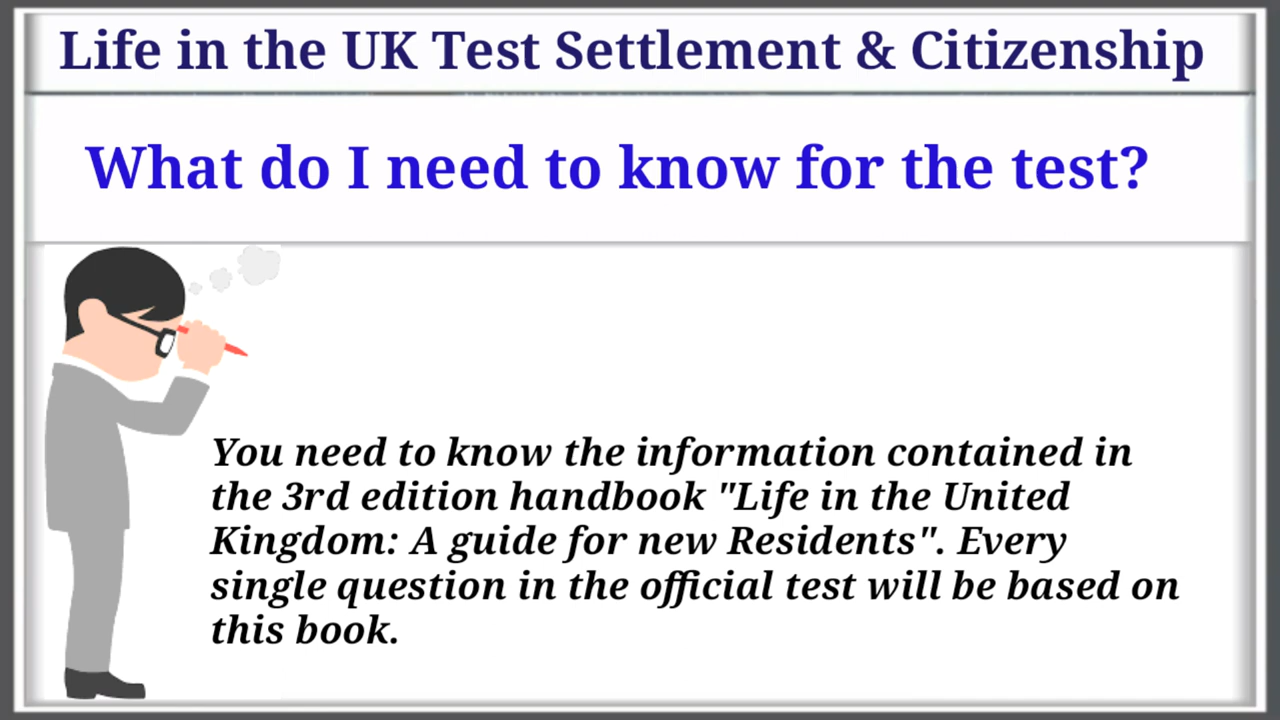 Life in the UK Test Settlement & Citizenship
What do I need to know for the test?
You need to know the information contained in
the 3rd edition handbook "Life in the United
Kingdom: A guide for new Residents". Every
single question in the official test will be based on
this book.